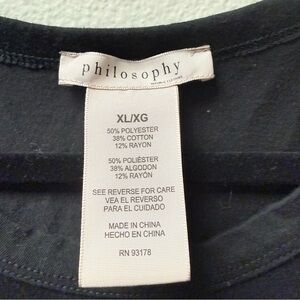 philosophy
XL/XG
50% POLYESTER
38% COTTON
12% RAYON
50% POLIÉSTER
38% ALGODON
12% RAYÓN
SEE REVERSE FOR CARE
VEA EL REVERSO
PARA EL CUIDADO
MADE IN CHINA
HECHO EN CHINA
RN 93178